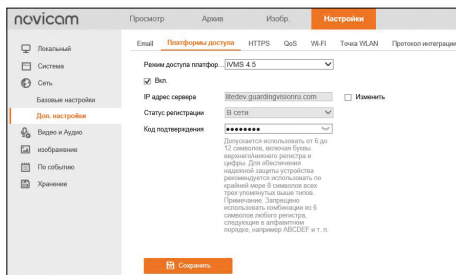 novicam
Просмотр Архив Изобр. Настройки
Локальный
Система
Сеть
Базовые настройки
Доп. настройки
Видео и Аудио
изображение
По событию
Хранение
Email Платформы доступа HTTPS QoS Wi-Fi Точка WLAN Протокол интеграции
Режим доступа платфор... iVMS 4.5
Вкл.
IP адрес сервера litedev.guardingvisionru.com Изменить
Статус регистрации В сети
Код подтверждения ●●●●●●●●
Допускается использовать от 6 до
12 символов, включая буквы
верхнего/нижнего регистра и
цифры. Для обеспечения
надежной защиты устройства
рекомендуется использовать по
крайней мере 8 символов всех
трех упомянутых выше типов.
Примечание. Запрещено
использовать комбинации из 6
символов любого регистра,
следующие в алфавитном
порядке, например ABCDEF и т. п.
Сохранить